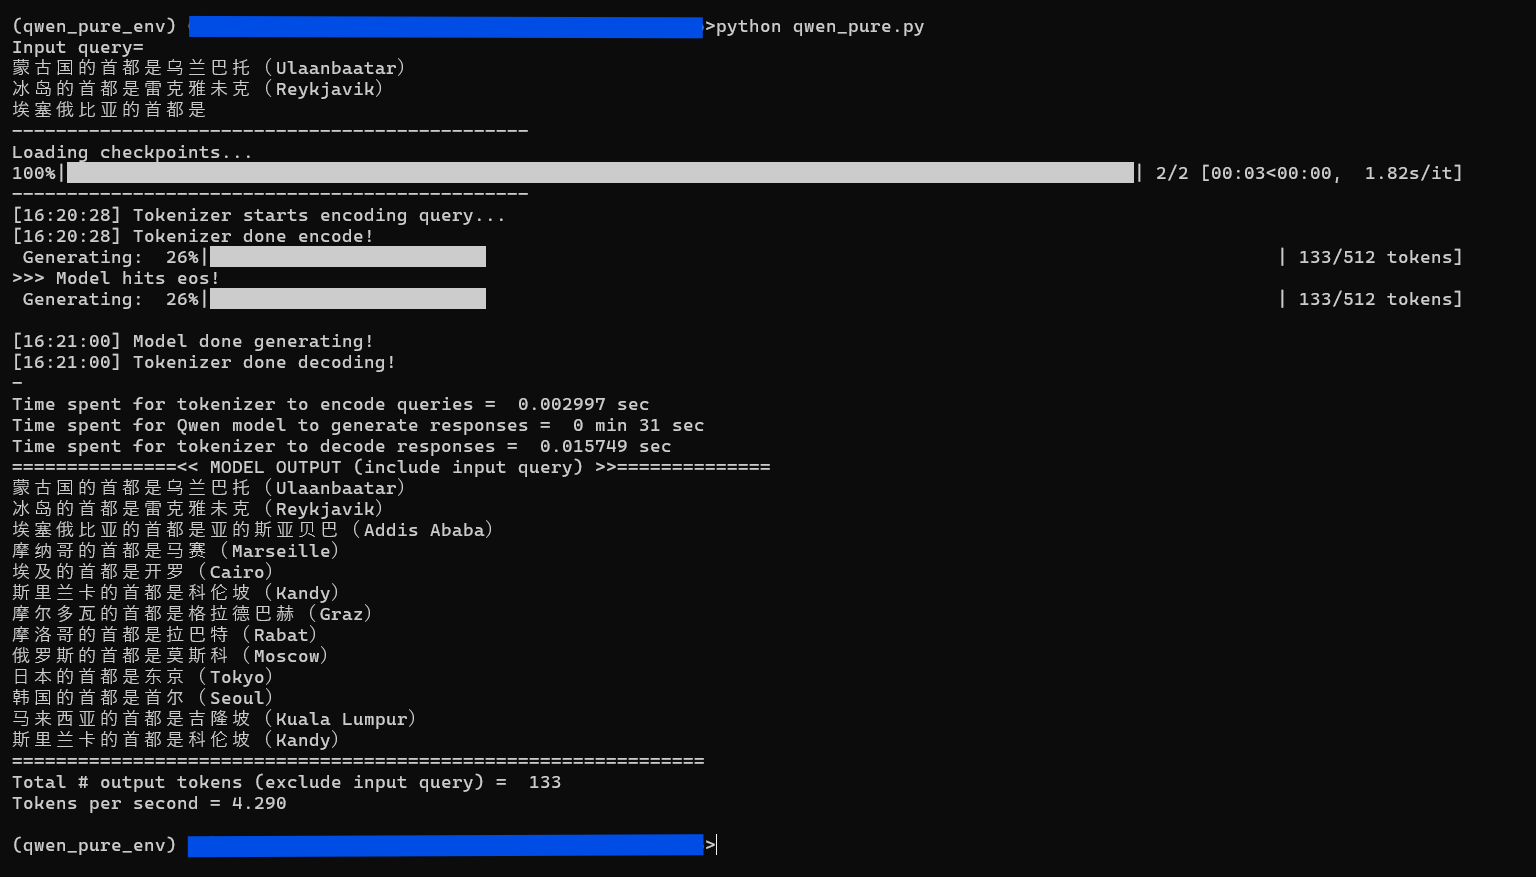 (qwen_pure_env) >python qwen_pure.py
Input query=
蒙古国的首都是乌兰巴托（Ulaanbaatar）
冰岛的首都是雷克雅未克（Reykjavik）
埃塞俄比亚的首都是
-----------------------------------------------
Loading checkpoints...
100%| | 2/2 [00:03<00:00,  1.82s/it]
-----------------------------------------------
[16:20:28] Tokenizer starts encoding query...
[16:20:28] Tokenizer done encode!
Generating:  26%| | 133/512 tokens]
>>> Model hits eos!
Generating:  26%| | 133/512 tokens]
[16:21:00] Model done generating!
[16:21:00] Tokenizer done decoding!
-
Time spent for tokenizer to encode queries =  0.002997 sec
Time spent for Qwen model to generate responses =  0 min 31 sec
Time spent for tokenizer to decode responses =  0.015749 sec
===============<< MODEL OUTPUT (include input query) >>==============
蒙古国的首都是乌兰巴托（Ulaanbaatar）
冰岛的首都是雷克雅未克（Reykjavik）
埃塞俄比亚的首都是亚的斯亚贝巴（Addis Ababa）
摩纳哥的首都是马赛（Marseille）
埃及的首都是开罗（Cairo）
斯里兰卡的首都是科伦坡（Kandy）
摩尔多瓦的首都是格拉德巴赫（Graz）
摩洛哥的首都是拉巴特（Rabat）
俄罗斯的首都是莫斯科（Moscow）
日本的首都是东京（Tokyo）
韩国的首都是首尔（Seoul）
马来西亚的首都是吉隆坡（Kuala Lumpur）
斯里兰卡的首都是科伦坡（Kandy）
===============================================================
Total # output tokens (exclude input query) =  133
Tokens per second = 4.290
(qwen_pure_env) >